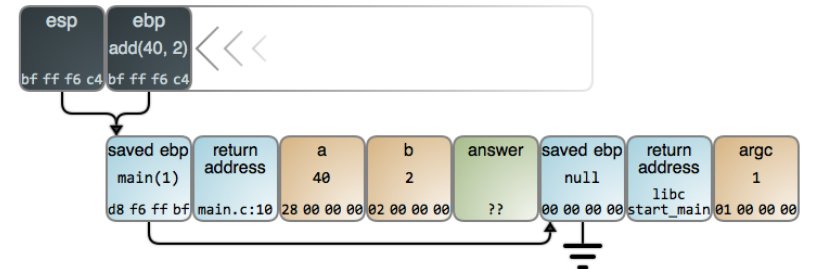 esp
ebp
add(40, 2)
bf ff f6 c4
bf ff f6 c4
saved ebp
main(1)
d8 f6 ff bf
return
address
main.c:10
a
40
28 00 00 00
b
2
02 00 00 00
answer
??
saved ebp
null
00 00 00 00
return
address
libc
start_main
argc
1
01 00 00 00